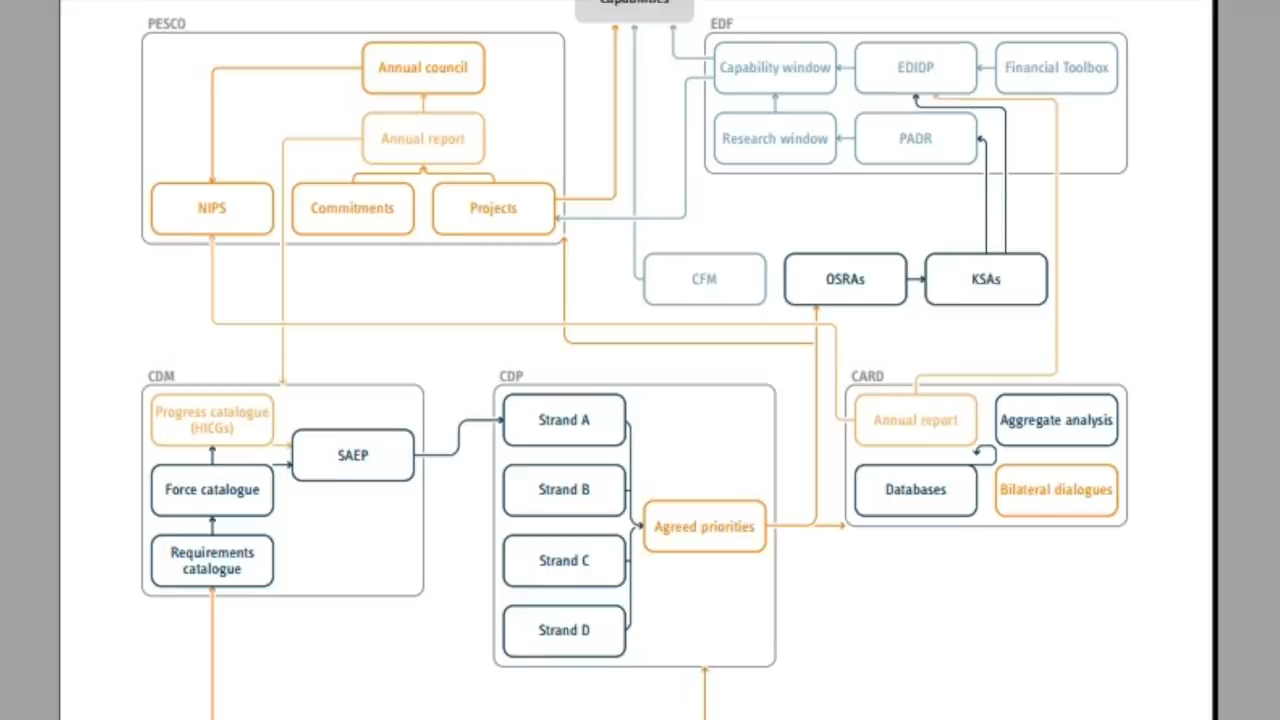 Capabilities
PESCO
EDF
Annual council
Capability window
EDIDP
Financial Toolbox
Annual report
Research window
PADR
NIPS
Commitments
Projects
CFM
OSRAs
KSAs
CDM
CDP
CARD
Progress catalogue
(HICGs)
Strand A
Annual report
Aggregate analysis
SAEP
Force catalogue
Strand B
Databases
Bilateral dialogues
Agreed priorities
Requirements
catalogue
Strand C
Strand D